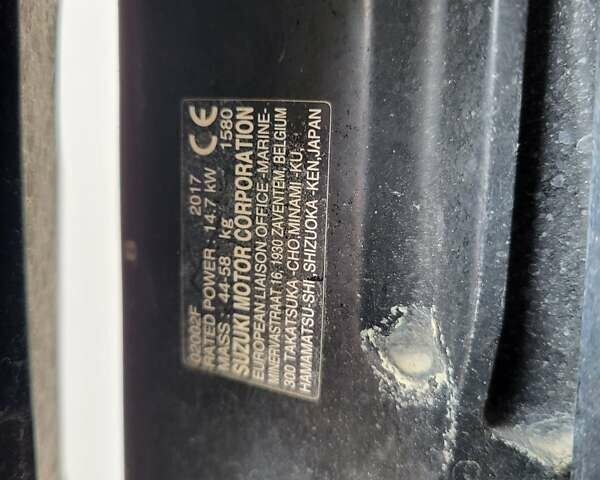 02002F 2017 CE
RATED POWER : 14.7 kW
MASS : 44-58 kg 1580
SUZUKI MOTOR CORPORATION
EUROPEAN LIAISON OFFICE -MARINE-
MINERVASTRAAT 16, 1930 ZAVENTEM, BELGIUM
300 TAKATSUKA -CHO, MINAMI -KU,
HAMAMATSU-SHI, SHIZUOKA -KEN, JAPAN